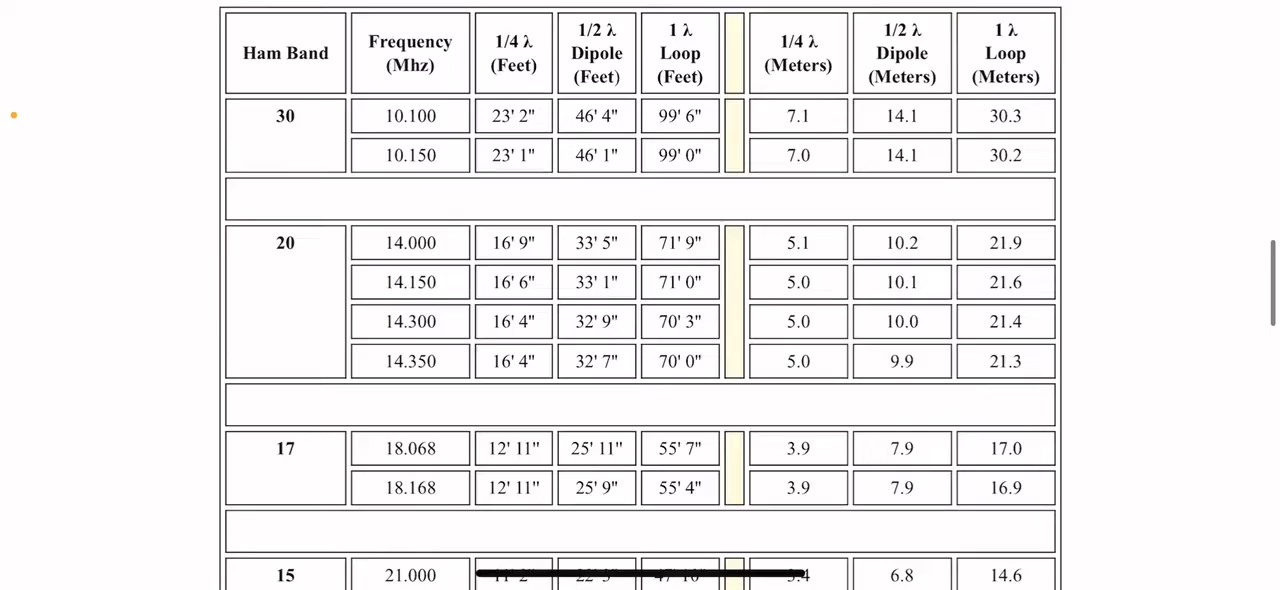 Ham Band Frequency (Mhz) 1/4 λ (Feet) 1/2 λ Dipole (Feet) 1 λ Loop (Feet) 1/4 λ (Meters) 1/2 λ Dipole (Meters) 1 λ Loop (Meters)
30 10.100 23' 2" 46' 4" 99' 6" 7.1 14.1 30.3
10.150 23' 1" 46' 1" 99' 0" 7.0 14.1 30.2
20 14.000 16' 9" 33' 5" 71' 9" 5.1 10.2 21.9
14.150 16' 6" 33' 1" 71' 0" 5.0 10.1 21.6
14.300 16' 4" 32' 9" 70' 3" 5.0 10.0 21.4
14.350 16' 4" 32' 7" 70' 0" 5.0 9.9 21.3
17 18.068 12' 11" 25' 11" 55' 7" 3.9 7.9 17.0
18.168 12' 11" 25' 9" 55' 4" 3.9 7.9 16.9
15 21.000 6.8 14.6